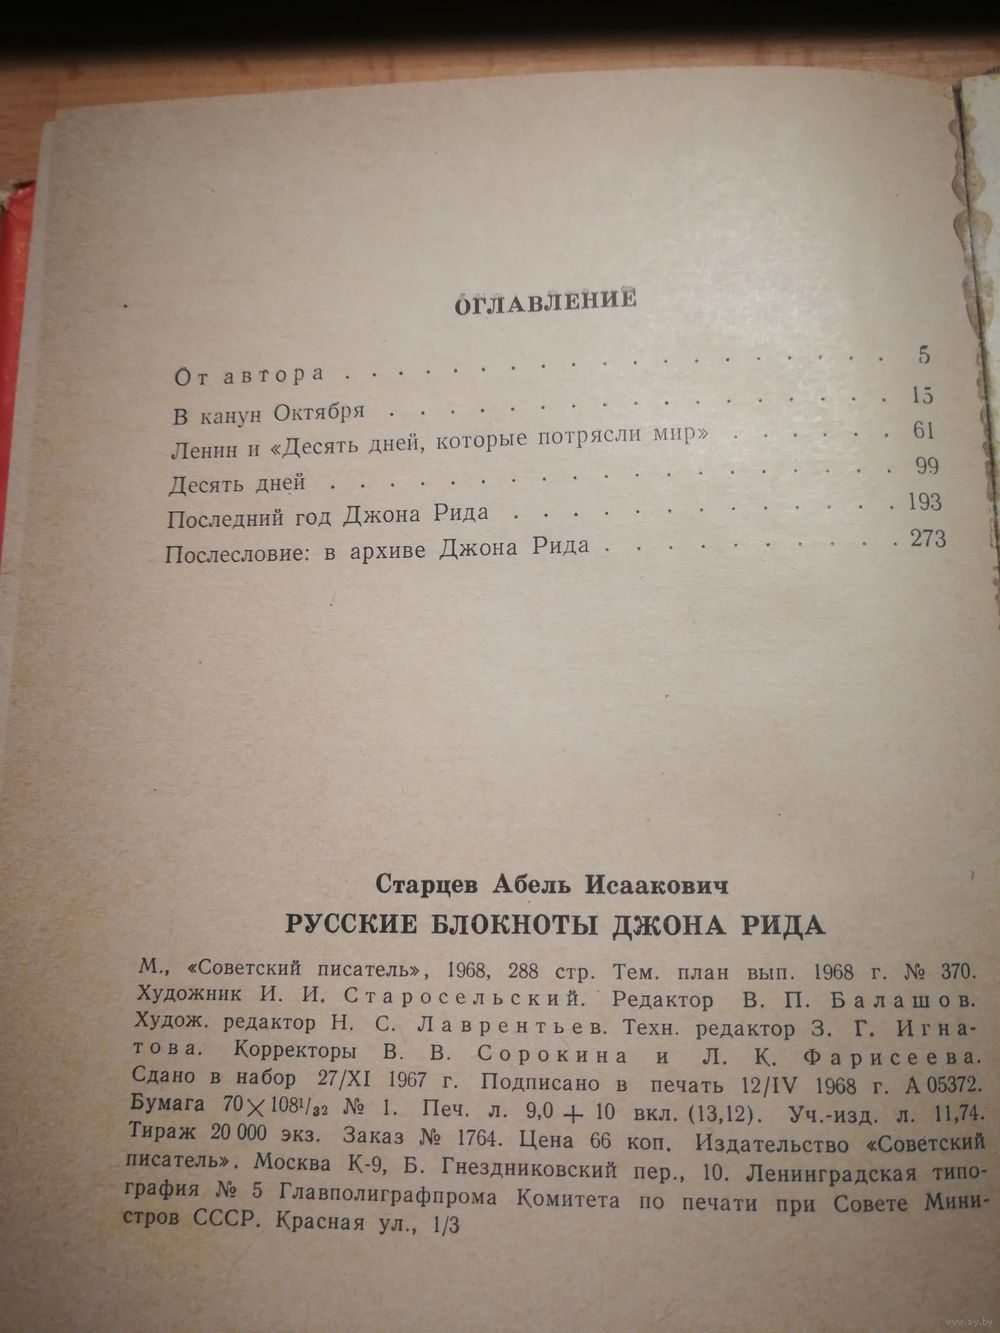 ОГЛАВЛЕНИЕ
От автора . . . . . . . . . . . . . . . . . . 5
В канун Октября . . . . . . . . . . . . . . . . . 15
Ленин и «Десять дней, которые потрясли мир» . . . . . . 61
Десять дней . . . . . . . . . . . . . . . . . . . 99
Последний год Джона Рида . . . . . . . . . . . . . 193
Послесловие: в архиве Джона Рида . . . . . . . . . . 273
Старцев Абель Исаакович
РУССКИЕ БЛОКНОТЫ ДЖОНА РИДА
М., «Советский писатель», 1968, 288 стр. Тем. план вып. 1968 г. № 370.
Художник И. И. Старосельский. Редактор В. П. Балашов.
Худож. редактор Н. С. Лаврентьев. Техн. редактор З. Г. Игна-
това. Корректоры В. В. Сорокина и Л. К. Фарисеева.
Сдано в набор 27/XI 1967 г. Подписано в печать 12/IV 1968 г. А 05372.
Бумага 70×108¹/₃₂ № 1. Печ. л. 9,0 + 10 вкл. (13,12). Уч.-изд. л. 11,74.
Тираж 20 000 экз. Заказ № 1764. Цена 66 коп. Издательство «Советский
писатель». Москва К-9, Б. Гнездниковский пер., 10. Ленинградская типо-
графия № 5 Главполиграфпрома Комитета по печати при Совете Мини-
стров СССР. Красная ул., 1/3
www.ay.by